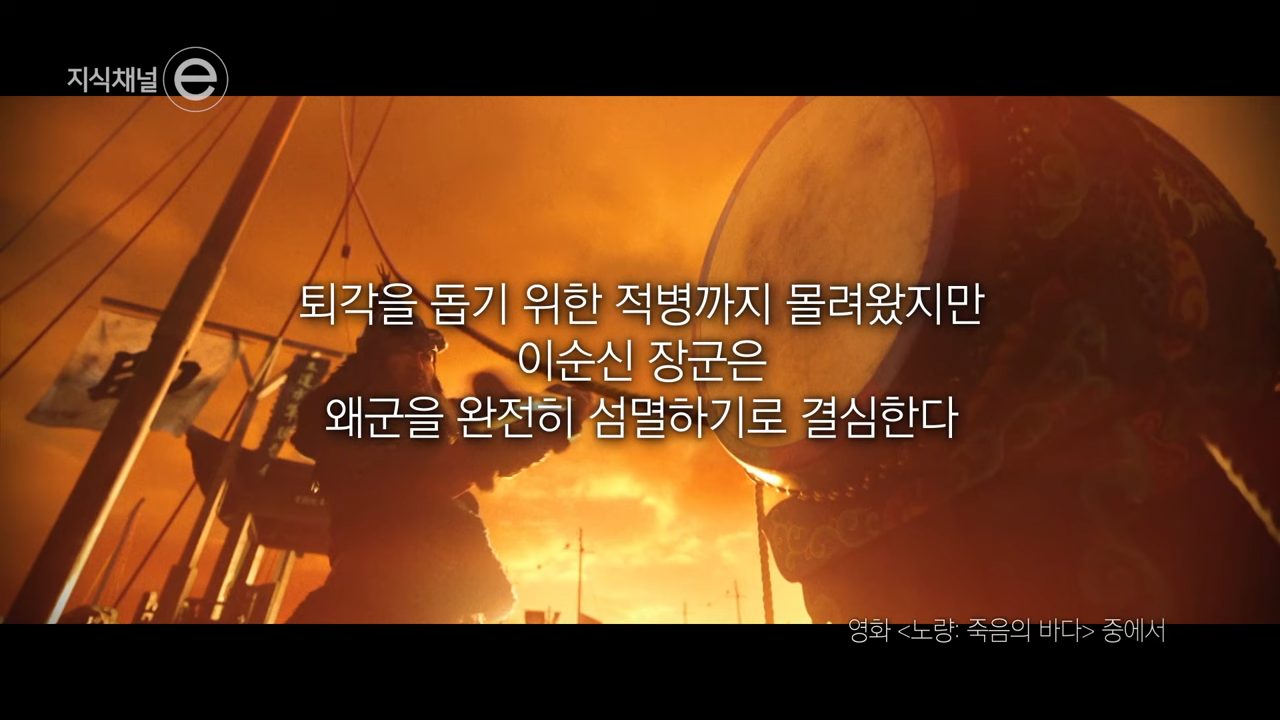 지식채널 e
퇴각을 돕기 위한 적병까지 몰려왔지만
이순신 장군은
왜군을 완전히 섬멸하기로 결심한다
영화 <노량: 죽음의 바다> 중에서